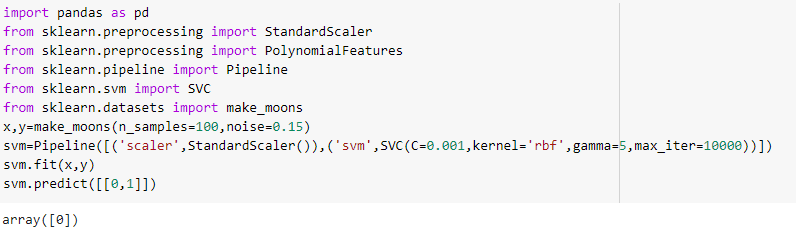 import pandas as pd
from sklearn.preprocessing import StandardScaler
from sklearn.preprocessing import PolynomialFeatures
from sklearn.pipeline import Pipeline
from sklearn.svm import SVC
from sklearn.datasets import make_moons
x,y=make_moons(n_samples=100,noise=0.15)
svm=Pipeline([('scaler',StandardScaler()),('svm',SVC(C=0.001,kernel='rbf',gamma=5,max_iter=10000))])
svm.fit(x,y)
svm.predict([[0,1]])
array([0])